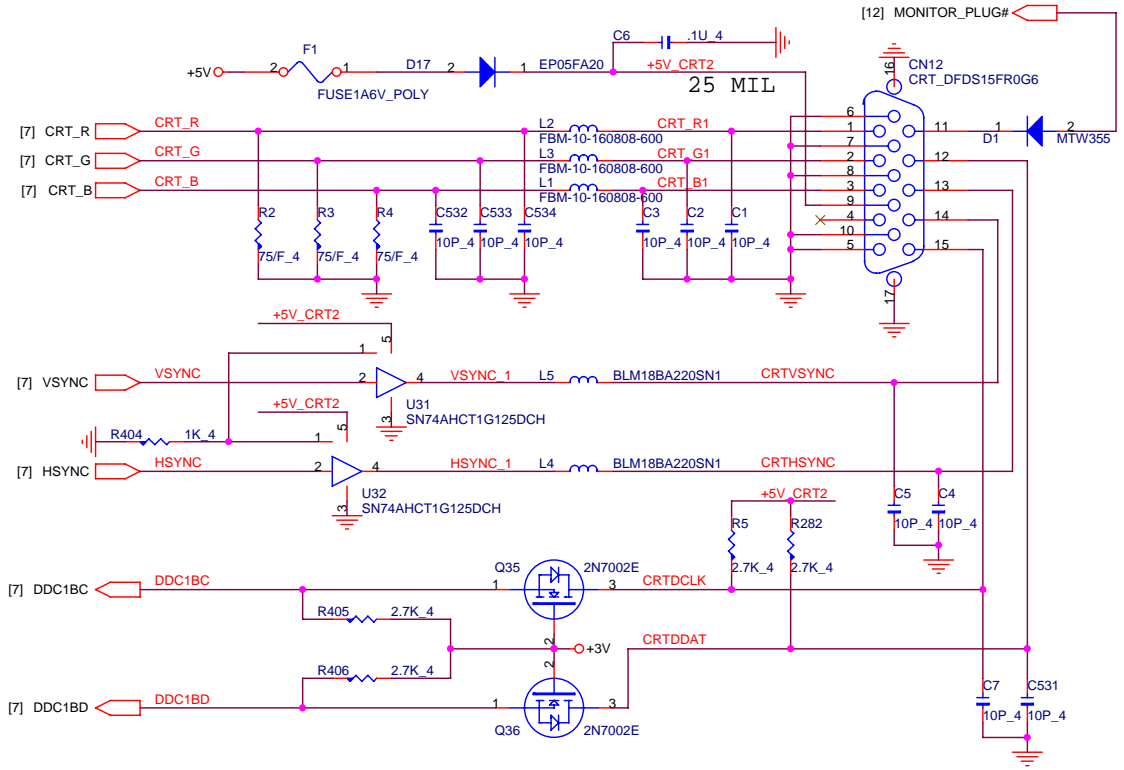 [12] MONITOR_PLUG#
C6 .1U_4
F1
+5V 2 1 D17 2 1 EP05FA20 +5V_CRT2
FUSE1A6V_POLY
25 MIL
16 CN12
CRT_DFDS15FR0G6
[7] CRT_R CRT_R L2 CRT_R1
FBM-10-160808-600
[7] CRT_G CRT_G L3 CRT_G1
FBM-10-160808-600
[7] CRT_B CRT_B L1 CRT_B1
FBM-10-160808-600
6
1
7
2
8
3
9
4
10
5
11
12
13
14
15
17
D1 1 2 MTW355
R2 R3 R4 C532 C533 C534 C3 C2 C1
75/F_4 75/F_4 75/F_4 10P_4 10P_4 10P_4 10P_4 10P_4 10P_4
+5V_CRT2
5
1
[7] VSYNC VSYNC 2 4 VSYNC_1 L5 BLM18BA220SN1 CRTVSYNC
3
U31
SN74AHCT1G125DCH
+5V_CRT2
5
R404 1K_4 1
[7] HSYNC HSYNC 2 4 HSYNC_1 L4 BLM18BA220SN1 CRTHSYNC
3
U32
SN74AHCT1G125DCH
C5 C4
10P_4 10P_4
+5V_CRT2
R5 R282
2.7K_4 2.7K_4
Q35 2N7002E
[7] DDC1BC DDC1BC 1 3 CRTDCLK
R405 2.7K_4
2
+3V
CRTDDAT
2
R406 2.7K_4
[7] DDC1BD DDC1BD 1 3
Q36 2N7002E
C7 C531
10P_4 10P_4